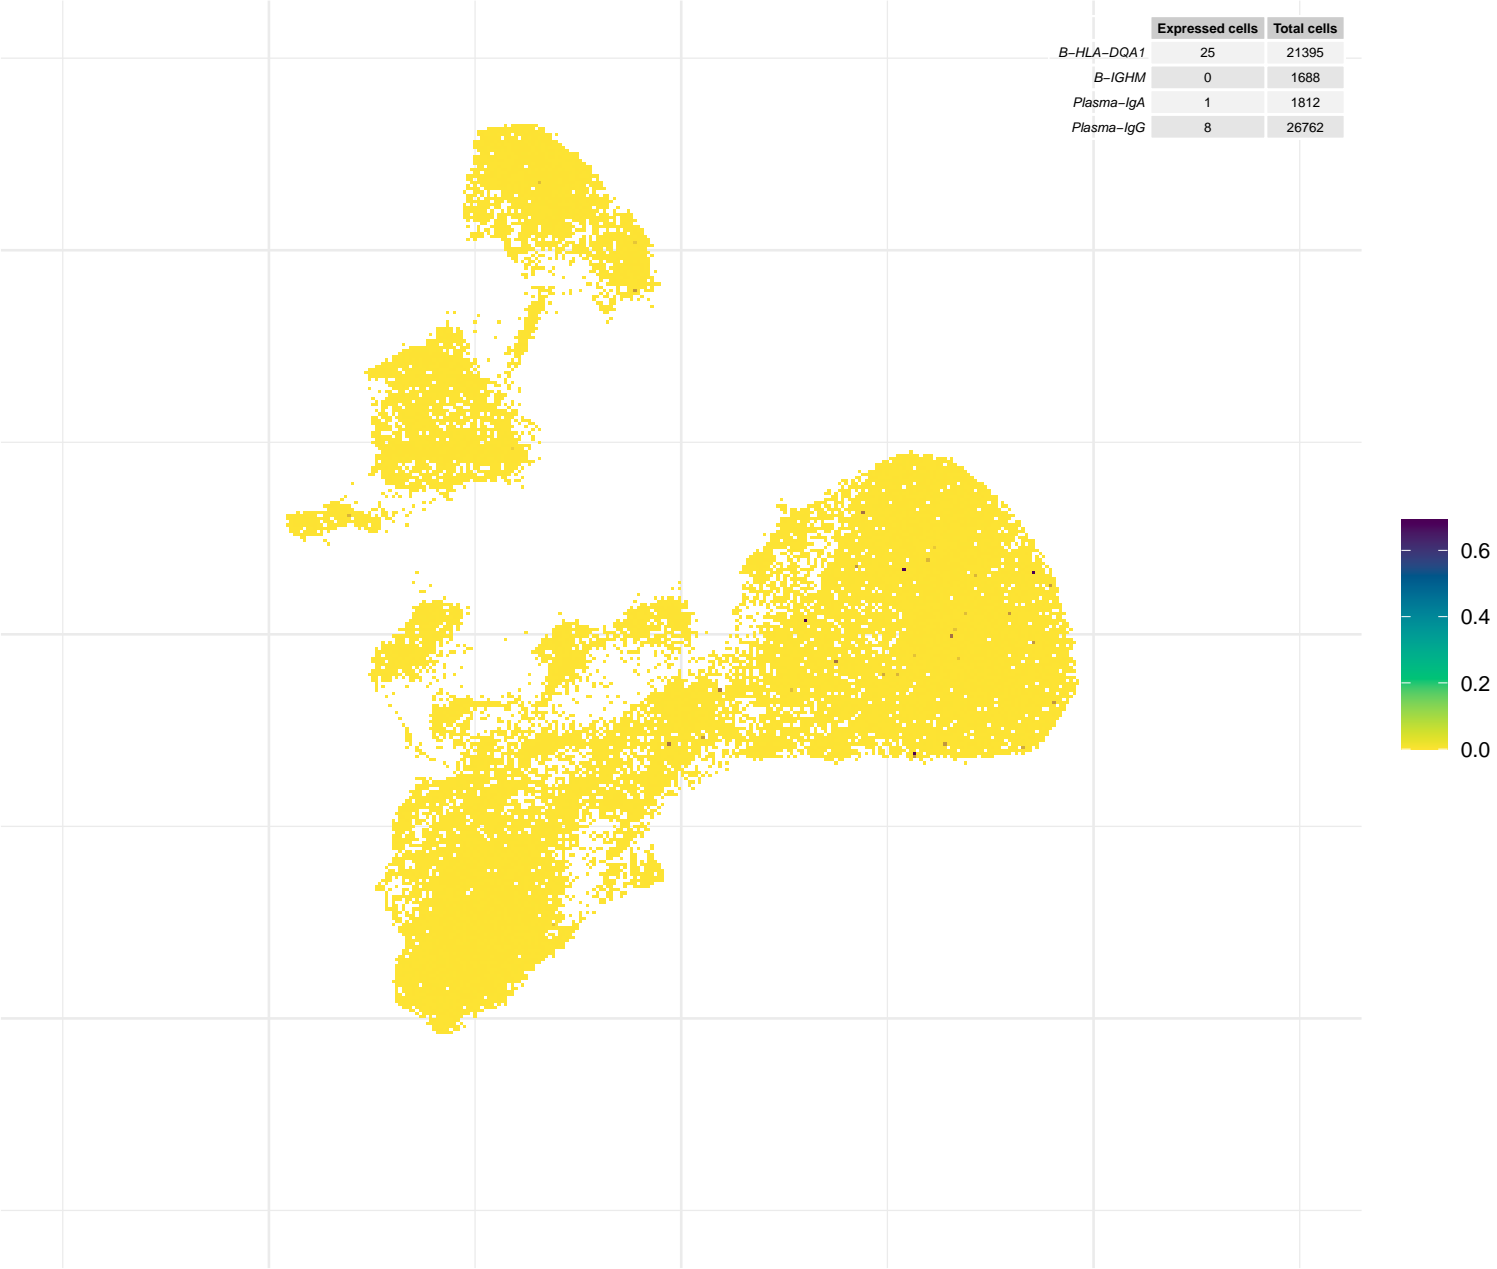 Expressed cells Total cells
B−HLA−DQA1 25 21395
B−IGHM 0 1688
Plasma−IgA 1 1812
Plasma−IgG 8 26762
0.6
0.4
0.2
0.0